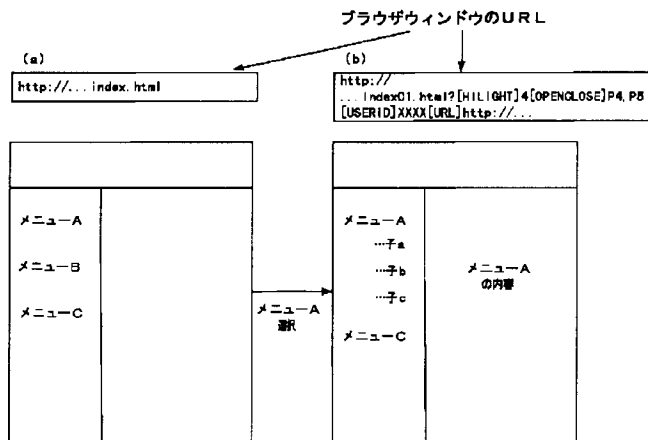 ブラウザウィンドウのURL
(a)
http://...index.html
(b)
http://
...index01.html?[HILIGHT]4[OPENCLOSE]P4,P8
[USERID]XXXX[URL]http://...
メニューA
メニューB
メニューC
メニューA
選択
メニューA
…子a
…子b
…子c
メニューC
メニューA
の内容